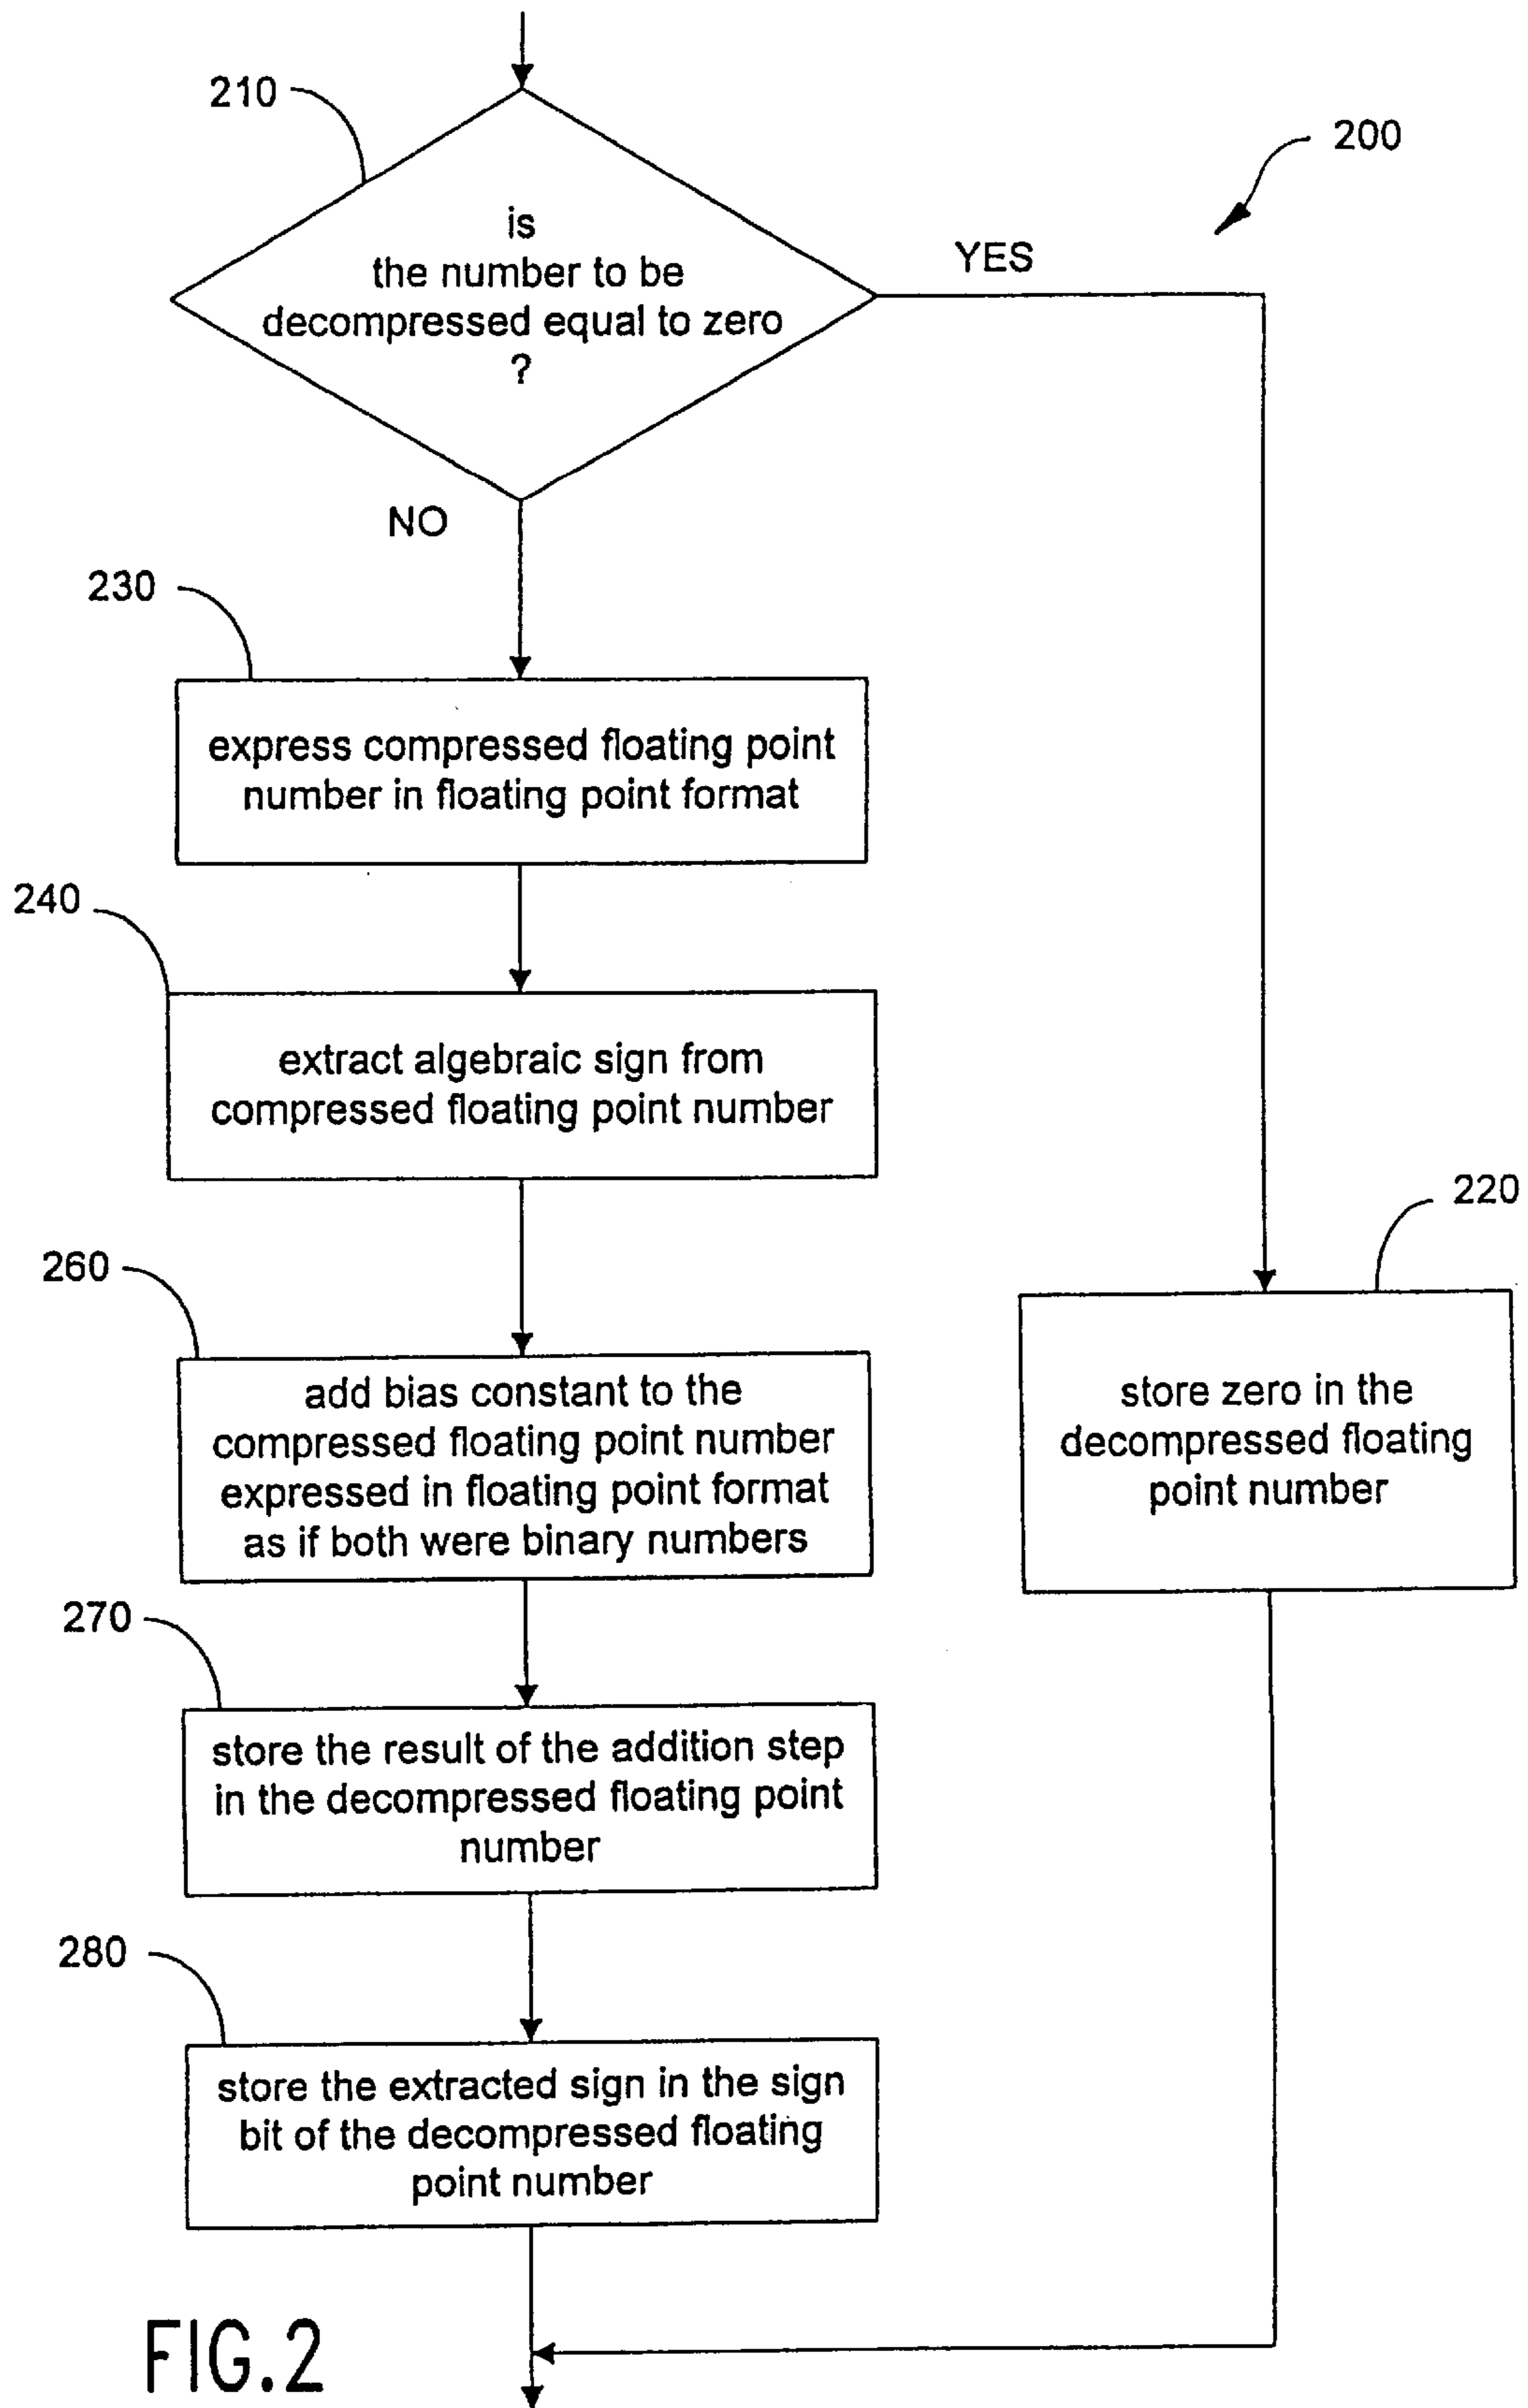 210
200
is
the number to be
decompressed equal to zero
?
YES
NO
230
express compressed floating point
number in floating point format
240
extract algebraic sign from
compressed floating point number
220
260
add bias constant to the
compressed floating point number
expressed in floating point format
as if both were binary numbers
store zero in the
decompressed floating
point number
270
store the result of the addition step
in the decompressed floating point
number
280
store the extracted sign in the sign
bit of the decompressed floating
point number
FIG.2